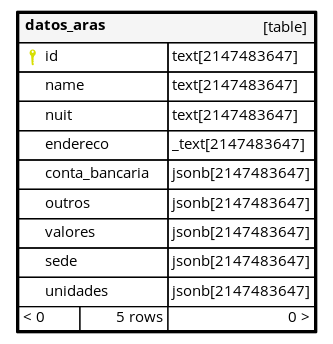 datos_aras [table]
id text[2147483647]
name text[2147483647]
nuit text[2147483647]
endereco _text[2147483647]
conta_bancaria jsonb[2147483647]
outros jsonb[2147483647]
valores jsonb[2147483647]
sede jsonb[2147483647]
unidades jsonb[2147483647]
< 0 5 rows 0 >